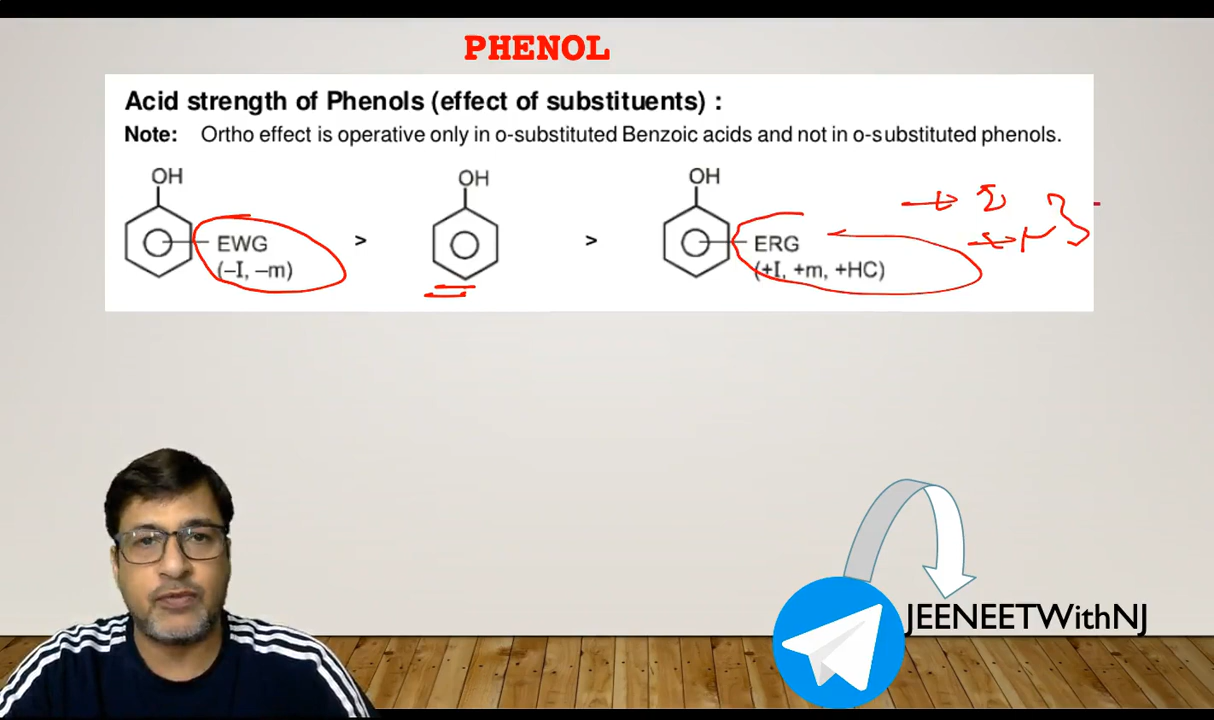 PHENOL
Acid strength of Phenols (effect of substituents) :
Note: Ortho effect is operative only in o-substituted Benzoic acids and not in o-substituted phenols.
OH OH OH
EWG > > ERG
(–I, –m) (+I, +m, +HC)
JEENEETWithNJ